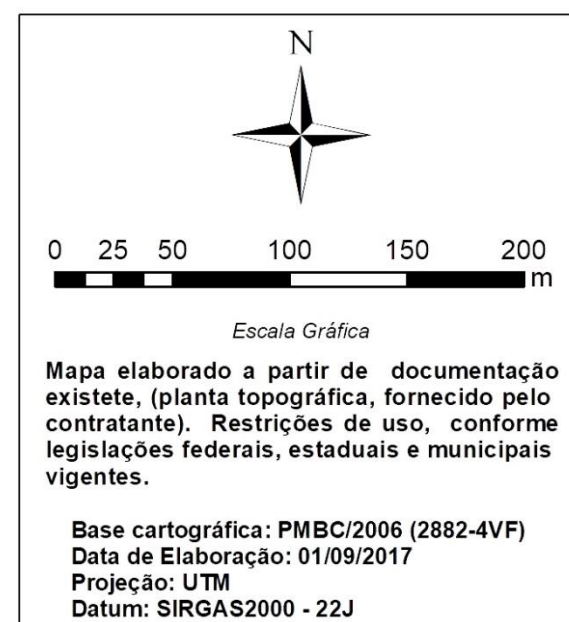 N
0 25 50 100 150 200
m
Escala Gráfica
Mapa elaborado a partir de documentação
existete, (planta topográfica, fornecido pelo
contratante). Restrições de uso, conforme
legislações federais, estaduais e municipais
vigentes.
Base cartográfica: PMBC/2006 (2882-4VF)
Data de Elaboração: 01/09/2017
Projeção: UTM
Datum: SIRGAS2000 - 22J